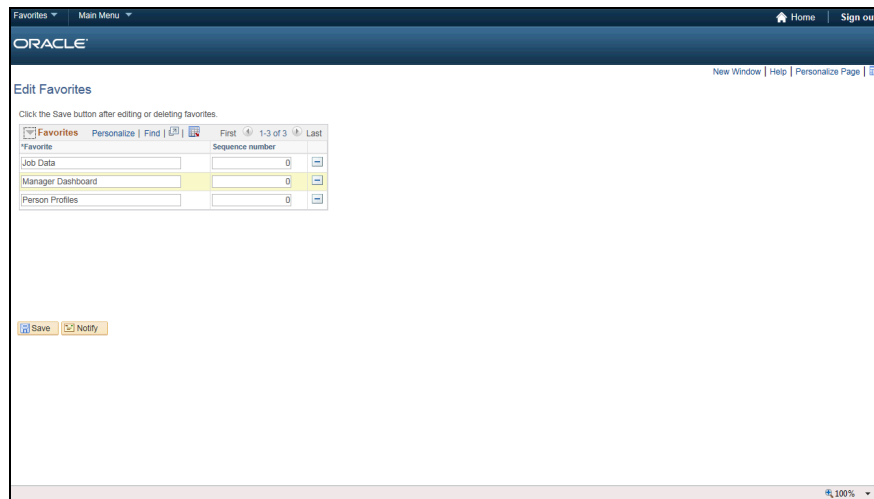 Favorites Main Menu Home Sign ou
ORACLE
New Window | Help | Personalize Page |
Edit Favorites
Click the Save button after editing or deleting favorites.
Favorites Personalize | Find | | First 1-3 of 3 Last
*Favorite Sequence number
Job Data 0
Manager Dashboard 0
Person Profiles 0
Save Notify
100%